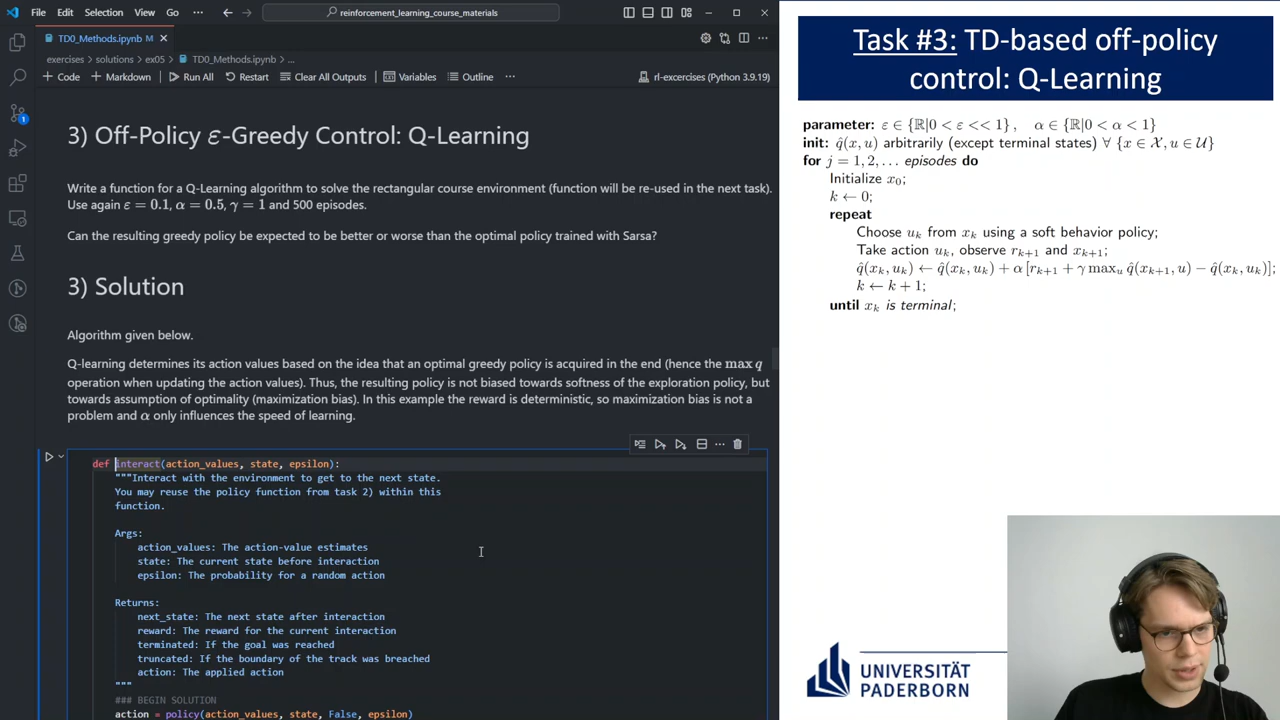 File Edit Selection View Go ··· reinforcement_learning_course_materials
TD0_Methods.ipynb
exercises > solutions > ex05 > TD0_Methods.ipynb > ...
+ Code + Markdown Run All Restart Clear All Outputs Variables Outline ··· rl-excercises (Python 3.9.19)
1
3) Off-Policy ε-Greedy Control: Q-Learning
Write a function for a Q-Learning algorithm to solve the rectangular course environment (function will be re-used in the next task).
Use again ε = 0.1, α = 0.5, γ = 1 and 500 episodes.
Can the resulting greedy policy be expected to be better or worse than the optimal policy trained with Sarsa?
3) Solution
Algorithm given below.
Q-learning determines its action values based on the idea that an optimal greedy policy is acquired in the end (hence the max q
operation when updating the action values). Thus, the resulting policy is not biased towards softness of the exploration policy, but
towards assumption of optimality (maximization bias). In this example the reward is deterministic, so maximization bias is not a
problem and α only influences the speed of learning.
def interact(action_values, state, epsilon):
"""Interact with the environment to get to the next state.
You may reuse the policy function from task 2) within this
function.
Args:
action_values: The action-value estimates
state: The current state before interaction
epsilon: The probability for a random action
Returns:
next_state: The next state after interaction
reward: The reward for the current interaction
terminated: If the goal was reached
truncated: If the boundary of the track was breached
action: The applied action
"""
### BEGIN SOLUTION
action = policy(action_values, state, False, epsilon)
Task #3: TD-based off-policy
control: Q-Learning
parameter: ε ∈ {ℝ|0 < ε << 1}, α ∈ {ℝ|0 < α < 1}
init: q̂(x, u) arbitrarily (except terminal states) ∀ {x ∈ 𝒳, u ∈ 𝒰}
for j = 1, 2, ... episodes do
Initialize x₀;
k ← 0;
repeat
Choose uₖ from xₖ using a soft behavior policy;
Take action uₖ, observe rₖ₊₁ and xₖ₊₁;
q̂(xₖ, uₖ) ← q̂(xₖ, uₖ) + α [rₖ₊₁ + γ maxᵤ q̂(xₖ₊₁, u) − q̂(xₖ, uₖ)];
k ← k + 1;
until xₖ is terminal;
UNIVERSITÄT
PADERBORN